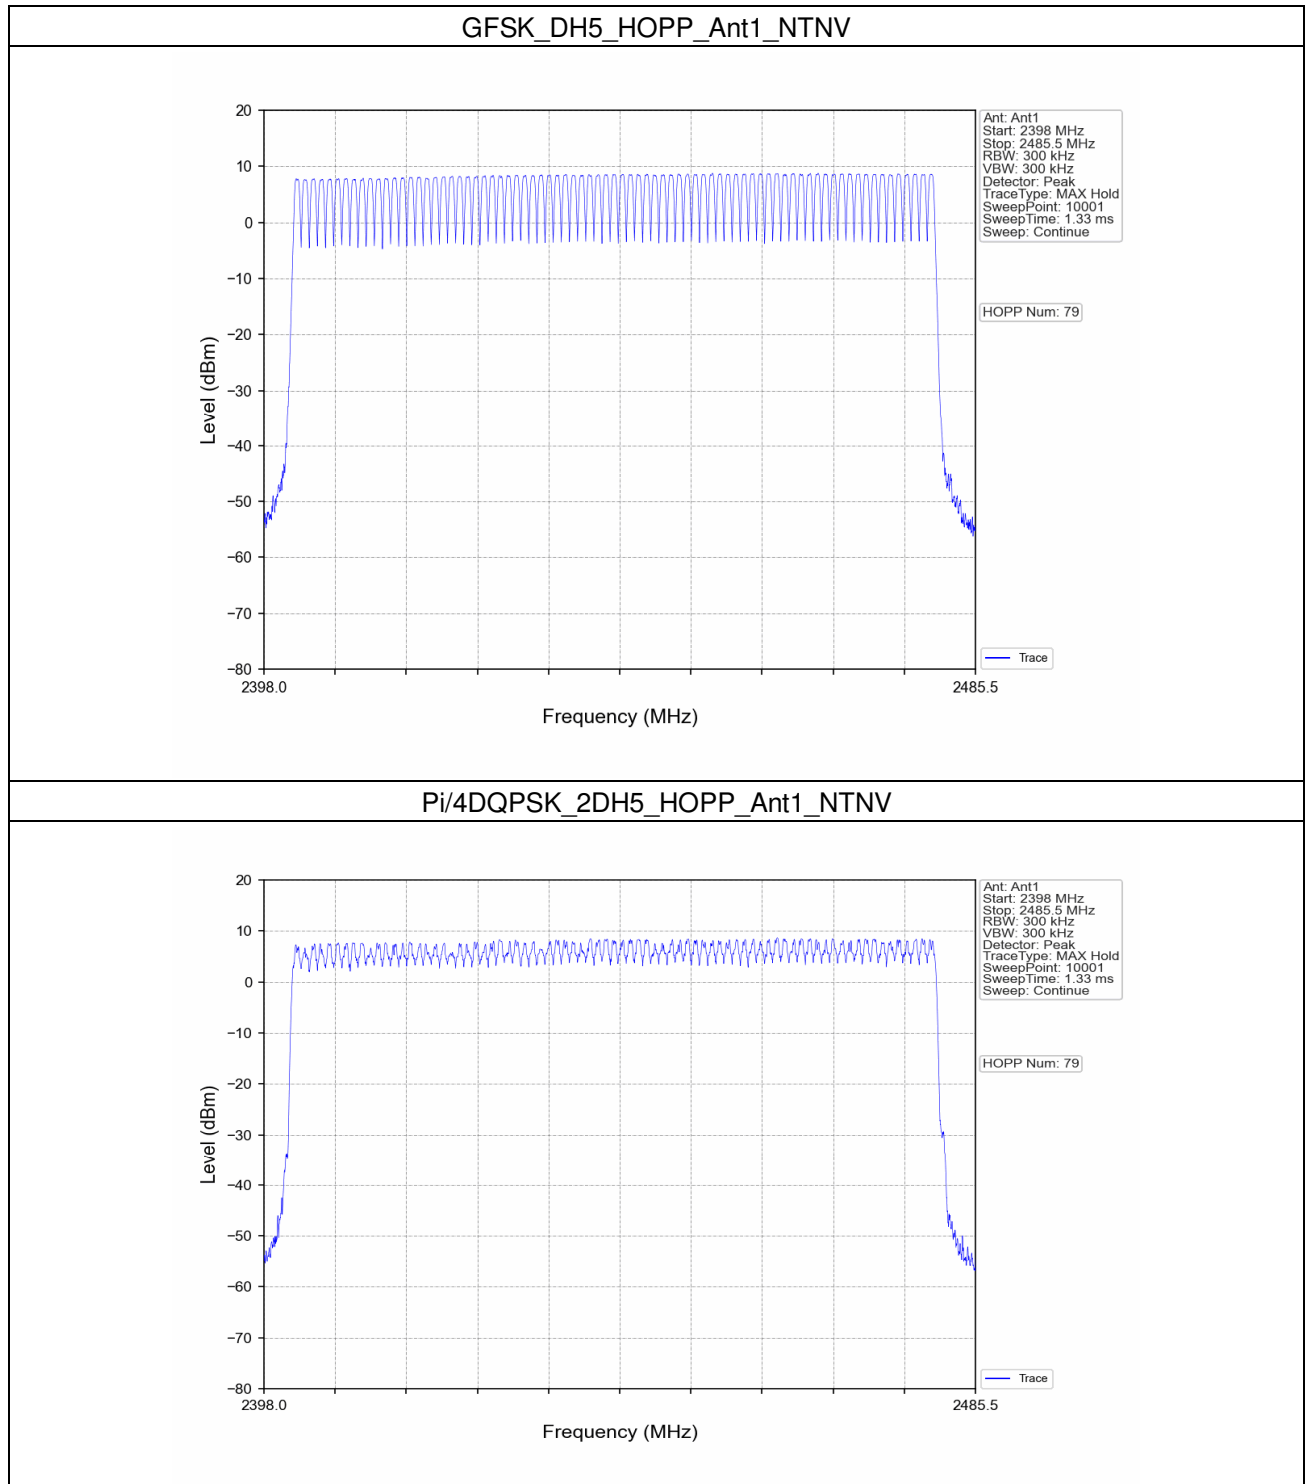 GFSK_DH5_HOPP_Ant1_NTNV
20
10
0
−10
−20
−30
−40
−50
−60
−70
−80
Level (dBm)
2398.0
2485.5
Frequency (MHz)
Ant: Ant1
Start: 2398 MHz
Stop: 2485.5 MHz
RBW: 300 kHz
VBW: 300 kHz
Detector: Peak
TraceType: MAX Hold
SweepPoint: 10001
SweepTime: 1.33 ms
Sweep: Continue
HOPP Num: 79
Trace
Pi/4DQPSK_2DH5_HOPP_Ant1_NTNV
20
10
0
−10
−20
−30
−40
−50
−60
−70
−80
Level (dBm)
2398.0
2485.5
Frequency (MHz)
Ant: Ant1
Start: 2398 MHz
Stop: 2485.5 MHz
RBW: 300 kHz
VBW: 300 kHz
Detector: Peak
TraceType: MAX Hold
SweepPoint: 10001
SweepTime: 1.33 ms
Sweep: Continue
HOPP Num: 79
Trace